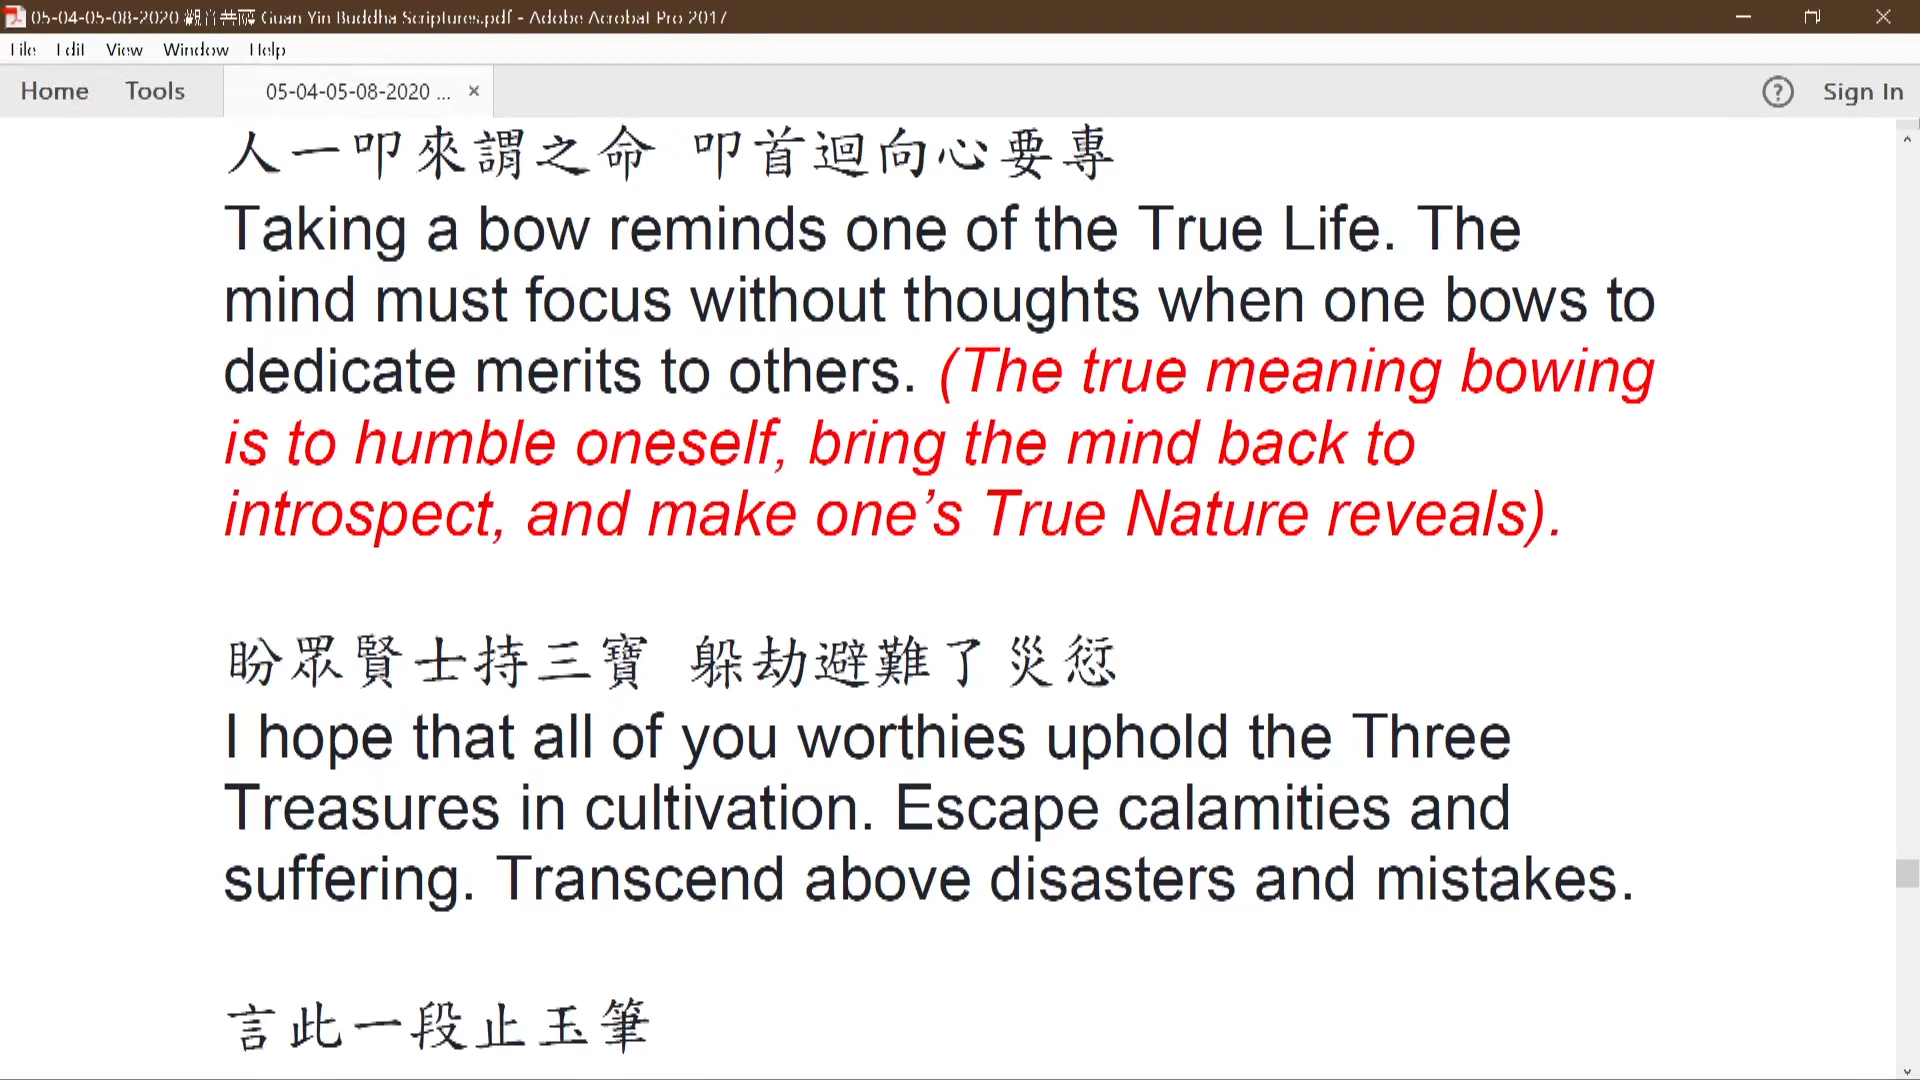 05-04-05-08-2020 觀音菩薩 Guan Yin Buddha Scriptures.pdf - Adobe Acrobat Pro 2017
File Edit View Window Help
Home Tools 05-04-05-08-2020 ... × ? Sign In
人一叩來謂之命 叩首迴向心要專
Taking a bow reminds one of the True Life. The
mind must focus without thoughts when one bows to
dedicate merits to others. (The true meaning bowing
is to humble oneself, bring the mind back to
introspect, and make one’s True Nature reveals).
盼眾賢士持三寶 躲劫避難了災愆
I hope that all of you worthies uphold the Three
Treasures in cultivation. Escape calamities and
suffering. Transcend above disasters and mistakes.
言此一段止玉筆